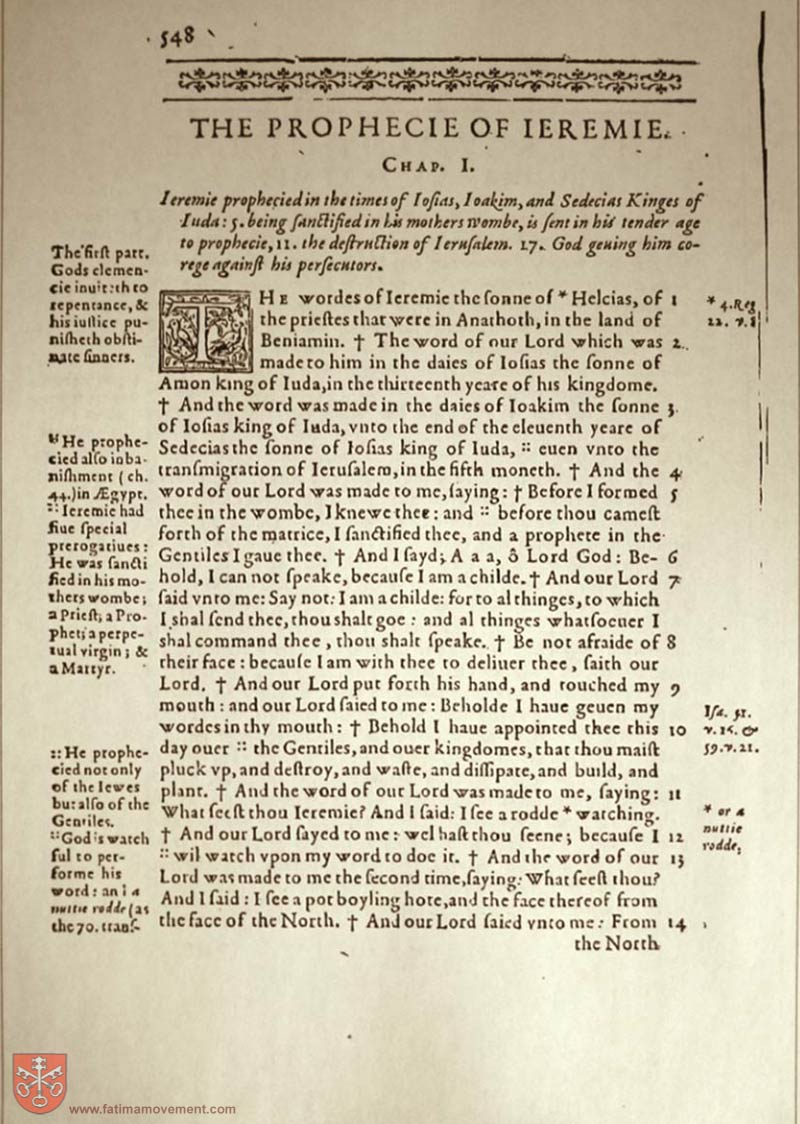 548
THE PROPHECIE OF IEREMIE.
CHAP. I.
Ieremie prophecied in the times of Ioſias, Ioakim, and Sedecias Kinges of
Iuda: 5. being ſanctified in his mothers wombe, is ſent in his tender age
to prophecie, 11. the deſtruction of Ieruſalem. 17. God geuing him co-
rege againſt his perſecutors.
The firſt part.
Gods clemen-
cie inuiteth to
repentance, &
his iuſtice pu-
niſheth obſti-
nate ſinners.
THE wordes of Ieremie the ſonne of * Helcias, of 1
the prieſtes that were in Anathoth, in the land of
Beniamin. † The word of our Lord which was 2
made to him in the daies of Ioſias the ſonne of
Amon king of Iuda, in the thirteenth yeare of his kingdome.
† And the word was made in the daies of Ioakim the ſonne 3
of Ioſias king of Iuda, vnto the end of the eleuenth yeare of
Sedecias the ſonne of Ioſias king of Iuda, :: euen vnto the
tranſmigration of Ieruſalem, in the fifth moneth. † And the 4
word of our Lord was made to me, ſaying: † Before I formed 5
thee in the wombe, I knewe thee: and :: before thou cameſt
forth of the matrice, I ſanctified thee, and a prophete in the
Gentiles I gaue thee. † And I ſayd; A a a, ô Lord God: Be- 6
hold, I can not ſpeake, becauſe I am a childe. † And our Lord 7
ſaid vnto me: Say not: I am a childe: for to al thinges, to which
I ſhal ſend thee, thou shalt goe: and al thinges whatſoeuer I
shal command thee, thou shalt ſpeake. † Be not afraide of 8
their face: becauſe I am with thee to deliuer thee, ſaith our
Lord. † And our Lord put forth his hand, and touched my 9
mouth: and our Lord ſaied to me: Beholde I haue geuen my
wordes in thy mouth: † Behold I haue appointed thee this 10
day ouer :: the Gentiles, and ouer kingdomes, that thou maiſt
pluck vp, and deſtroy, and waſte, and diſſipate, and build, and
plant. † And the word of our Lord was made to me, ſaying: 11
What ſeeſt thou Ieremie? And I ſaid: I ſee a rodde * watching.
† And our Lord ſayed to me: wel haſt thou ſeene; becauſe I 12
:: wil watch vpon my word to doe it. † And the word of our 13
Lord was made to me the ſecond time, ſaying: What ſeeſt thou?
And I ſaid: I ſee a pot boyling hote, and the face thereof from
the face of the North. † And our Lord ſaied vnto me: From 14
the North
:: He prophe-
cied alſo in ba-
niſhment (ch.
44.) in Ægypt.
:: Ieremie had
fiue ſpecial
prerogatiues:
He was ſancti
fied in his mo-
thers wombe;
a Prieſt; a Pro-
phet; a perpe-
tual virgin; &
a Martyr.
:: He prophe-
cied not only
of the Iewes
but alſo of the
Gentiles.
:: God is watch
ful to per-
forme his
word: and a
nuttie rodde (as
the 70. tranſ-
* 4. Reg
22. v. 8
Iſa. 51.
v. 16. &
59. v. 21.
* or a
nuttie
rodde,
www.fatimamovement.com